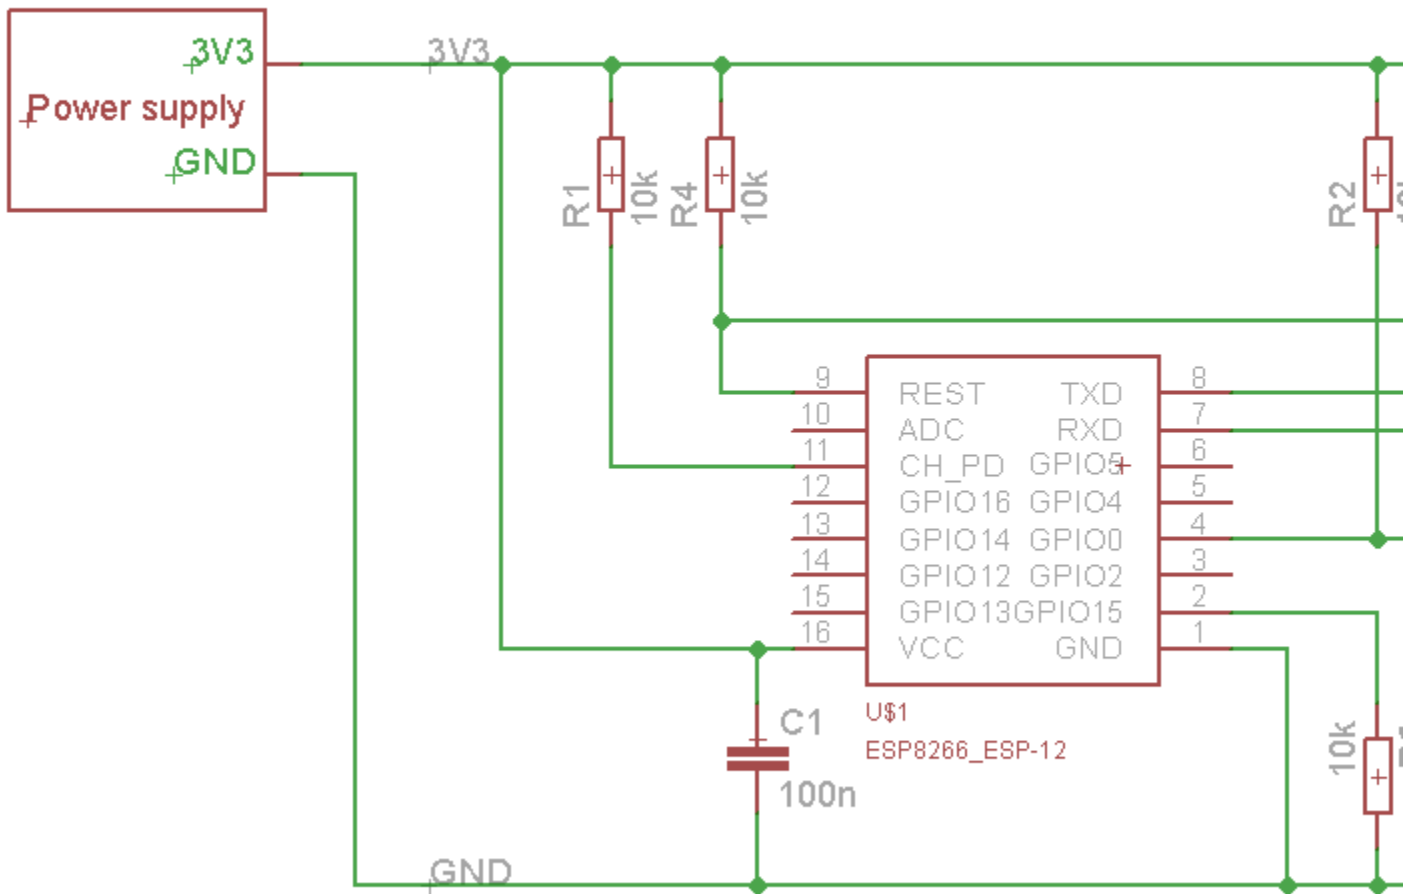 3V3
Power supply
GND
3V3
R1
10k
R4
10k
R2
9
10
11
12
13
14
15
16
REST
ADC
CH_PD
GPIO16
GPIO14
GPIO12
GPIO13
VCC
TXD
RXD
GPIO5
GPIO4
GPIO0
GPIO2
GPIO15
GND
8
7
6
5
4
3
2
1
U$1
ESP8266_ESP-12
C1
100n
10k
GND